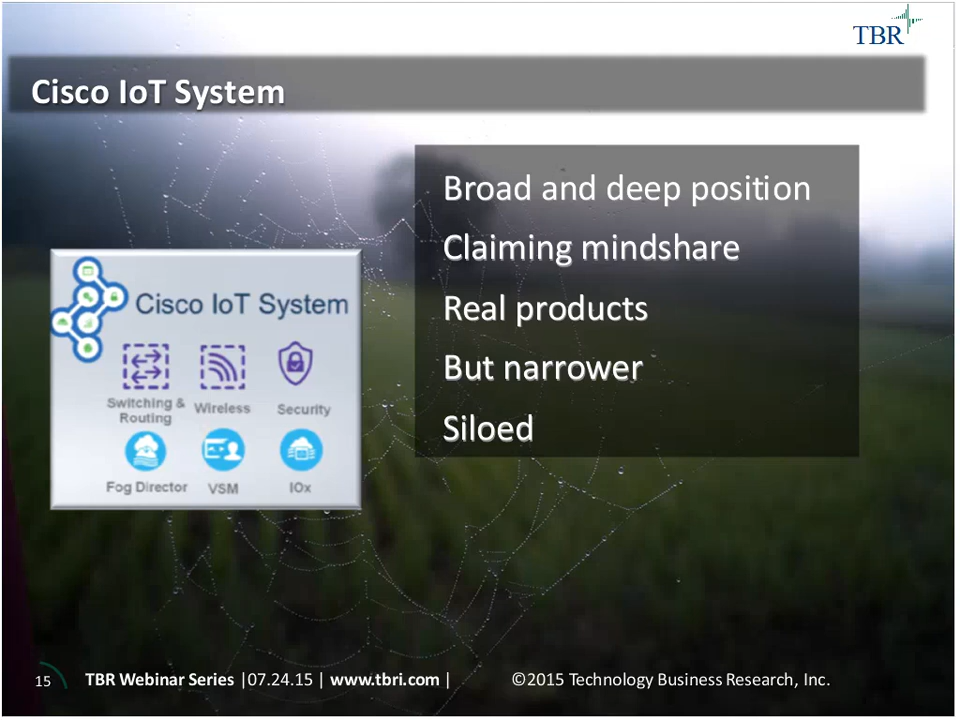 TBR
Cisco IoT System
Broad and deep position
Claiming mindshare
Real products
But narrower
Siloed
Cisco IoT System
Switching &
Routing
Wireless
Security
Fog Director
VSM
IOx
15
TBR Webinar Series |07.24.15 | www.tbri.com |
©2015 Technology Business Research, Inc.